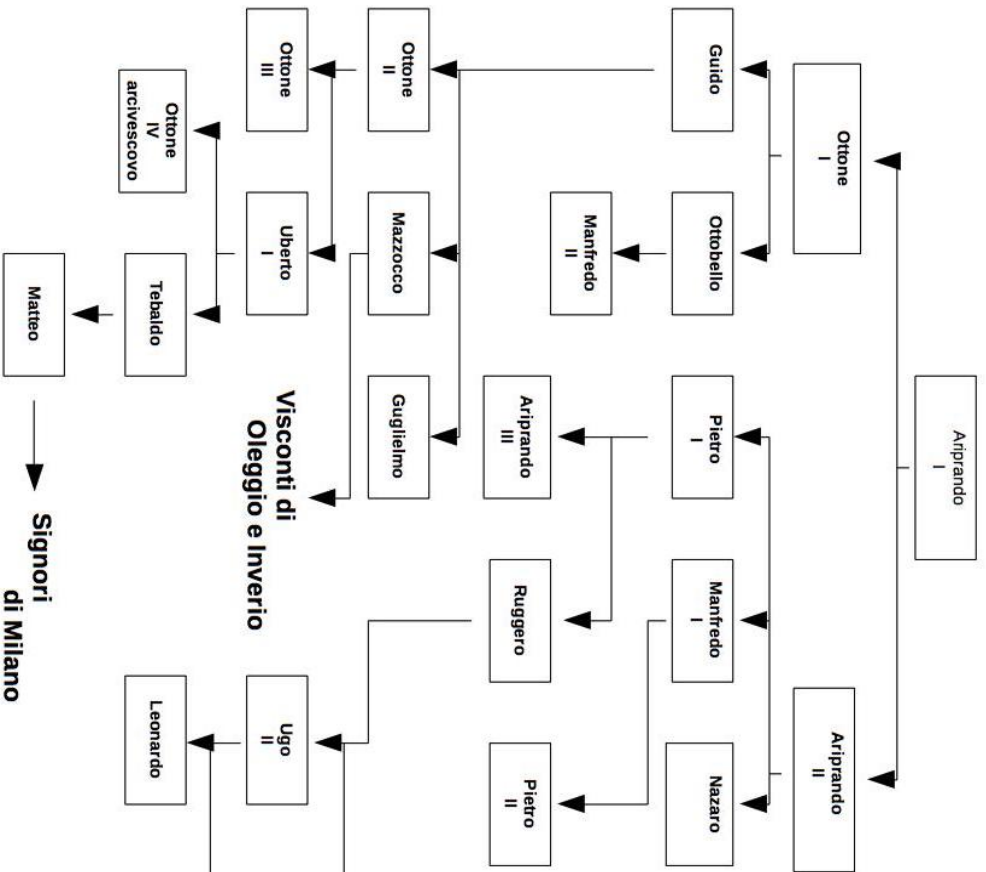 Ariprando
I
Ottone
I
Ariprando
II
Guido
Ottobello
Pietro
I
Manfredo
I
Nazaro
Manfredo
II
Ariprando
III
Ruggero
Pietro
II
Ottone
II
Mazzocco
Guglielmo
Ottone
III
Uberto
I
Visconti di
Oleggio e Inverio
Ugo
II
Ottone
IV
arcivescovo
Tebaldo
Leonardo
Matteo
Signori
di Milano